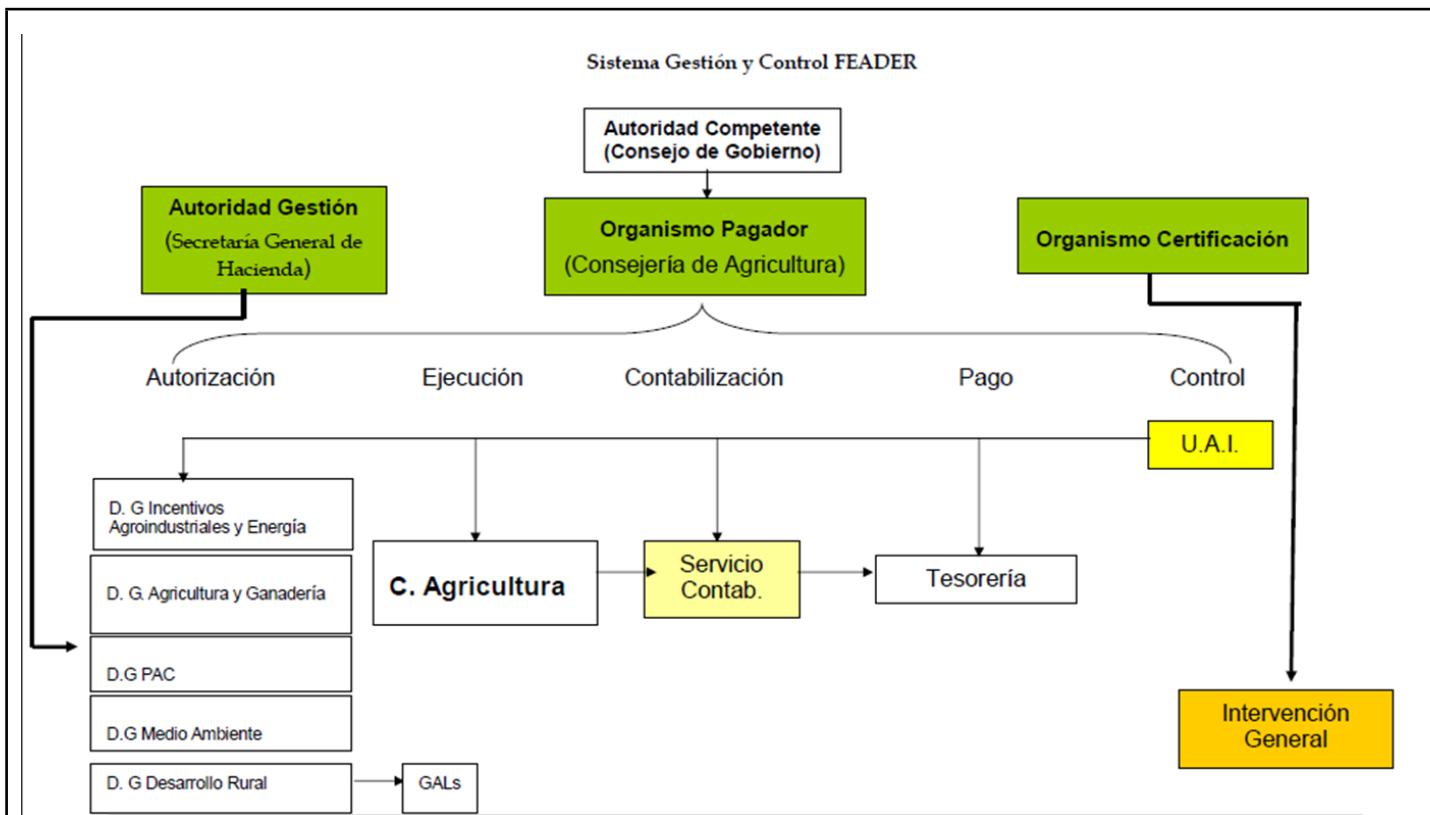 Sistema Gestión y Control FEADER
Autoridad Competente
(Consejo de Gobierno)
Autoridad Gestión
(Secretaría General de
Hacienda)
Organismo Pagador
(Consejería de Agricultura)
Organismo Certificación
Autorización
Ejecución
Contabilización
Pago
Control
U.A.I.
D. G Incentivos
Agroindustriales y Energía
D. G. Agricultura y Ganadería
D.G PAC
D.G Medio Ambiente
D. G Desarrollo Rural
GALs
C. Agricultura
Servicio
Contab.
Tesorería
Intervención
General